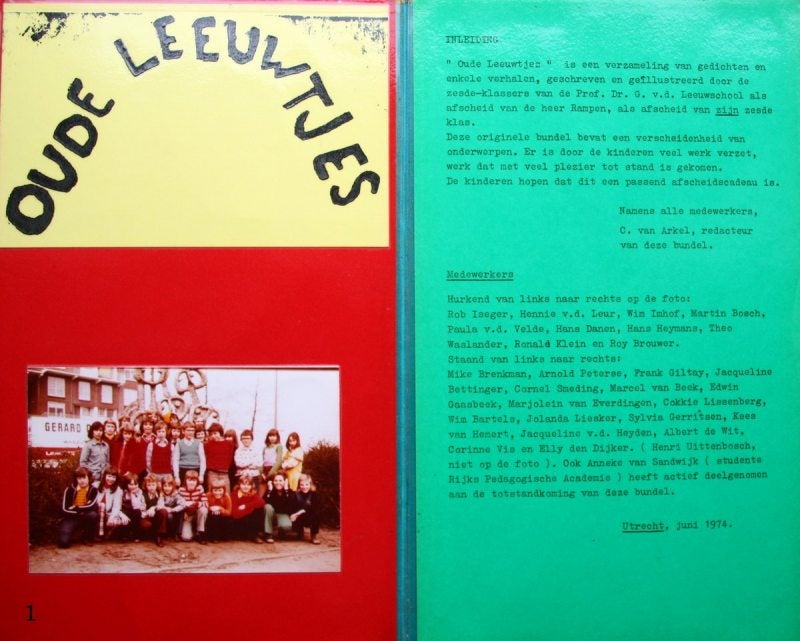 OUDE LEEUWTJES
GERARD
1
INLEIDING
" Oude Leeuwtjes " is een verzameling van gedichten en
enkele verhalen, geschreven en geïllustreerd door de
zesde-klassers van de Prof. Dr. G. v.d. Leeuwschool als
afscheid van de heer Rampen, als afscheid van zijn zesde
klas.
Deze originele bundel bevat een verscheidenheid van
onderwerpen. Er is door de kinderen veel werk verzet,
werk dat met veel plezier tot stand is gekomen.
De kinderen hopen dat dit een passend afscheidscadeau is.
Namens alle medewerkers,
C. van Arkel, redacteur
van deze bundel.
Medewerkers
Hurkend van links naar rechts op de foto:
Rob Iseger, Hennie v.d. Leur, Wim Imhof, Martin Bosch,
Paula v.d. Velde, Hans Danen, Hans Heymans, Theo
Waslander, Ronald Klein en Roy Brouwer.
Staand van links naar rechts:
Mike Brenkman, Arnold Peterse, Frank Giltay, Jacqueline
Bettinger, Cornel Smeding, Marcel van Beek, Edwin
Gaasbeek, Marjolein van Everdingen, Cokkie Lissenberg,
Wim Bartels, Jolanda Liesker, Sylvia Gerritsen, Kees
van Hemert, Jacqueline v.d. Heyden, Albert de Wit,
Corinne Vis en Elly den Dijker. ( Henri Uittenbosch,
niet op de foto ). Ook Anneke van Sandwijk ( studente
Rijks Pedagogische Academie ) heeft actief deelgenomen
aan de totstandkoming van deze bundel.
Utrecht, juni 1974.